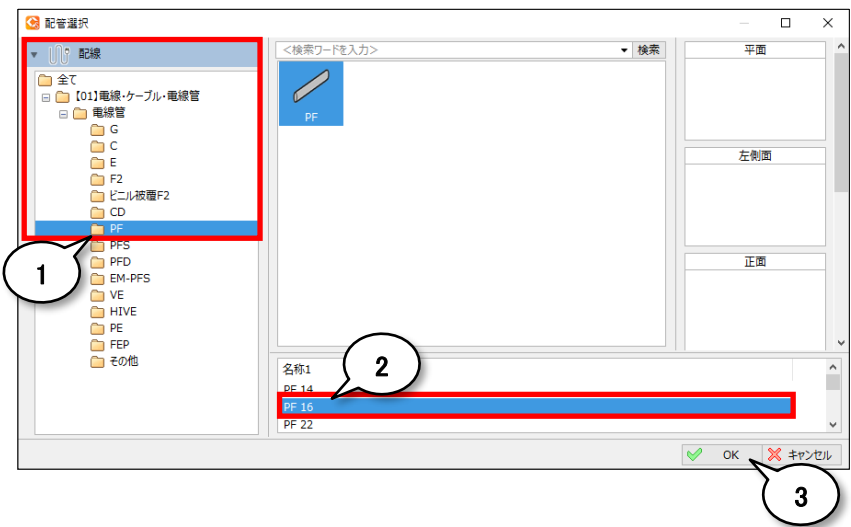 配管選択
配線
全て
【01】電線・ケーブル・電線管
電線管
G
C
E
F2
ビニル被覆F2
CD
PF
PFS
PFD
EM-PFS
VE
HIVE
PE
FEP
その他
1
<検索ワードを入力>
検索
PF
平面
左側面
正面
名称1
PF 14
PF 16
PF 22
2
OK
キャンセル
3